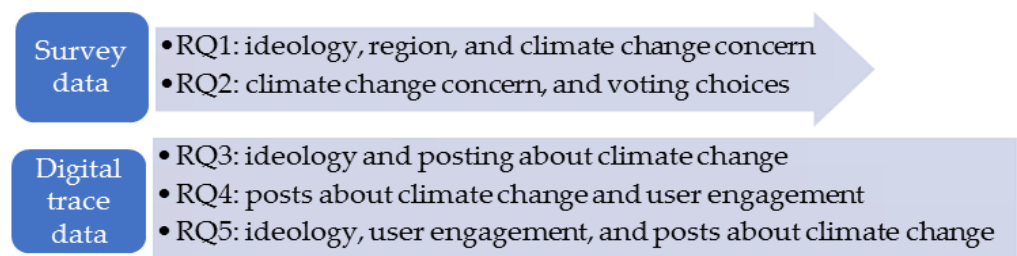 Survey
data
•RQ1: ideology, region, and climate change concern
•RQ2: climate change concern, and voting choices
Digital
trace
data
•RQ3: ideology and posting about climate change
•RQ4: posts about climate change and user engagement
•RQ5: ideology, user engagement, and posts about climate change